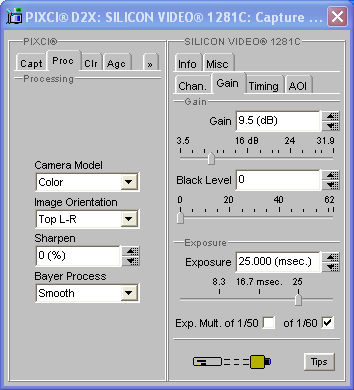 PIXCI® D2X: SILICON VIDEO® 1281C: Capture ...
PIXCI®
Capt Proc Clr Agc »
Processing
Camera Model
Color
Image Orientation
Top L-R
Sharpen
0 (%)
Bayer Process
Smooth
SILICON VIDEO® 1281C
Info Misc
Chan. Gain Timing AOI
Gain
Gain 9.5 (dB)
3.5 16 dB 24 31.9
Black Level 0
0 20 40 62
Exposure
Exposure 25.000 (msec.)
8.3 16.7 msec. 25
Exp. Mult. of 1/50 of 1/60
Tips